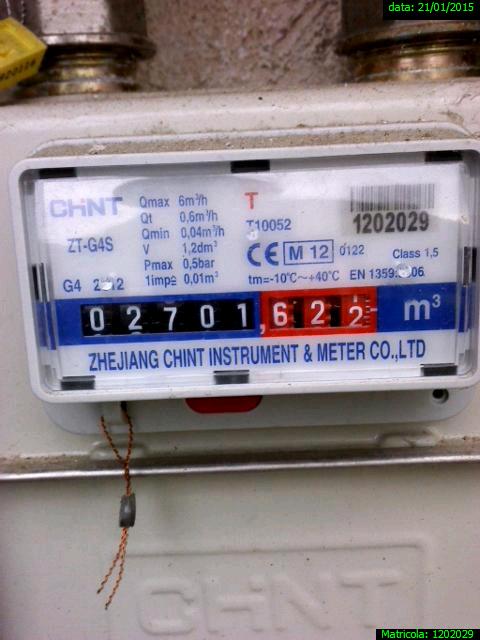 data: 21/01/2015
CHNT
ZT-G4S
Qmax 6m³/h
Qt 0,6m³/h
Qmin 0,04m³/h
V 1,2dm³
Pmax 0,5bar
1imp≙ 0,01m³
T
T10052
CE M 12 0122
tm=-10°C~+40°C
1202029
Class 1,5
G4
02701,622 m³
ZHEJIANG CHINT INSTRUMENT & METER CO.,LTD
CHNT
Matricola: 1202029